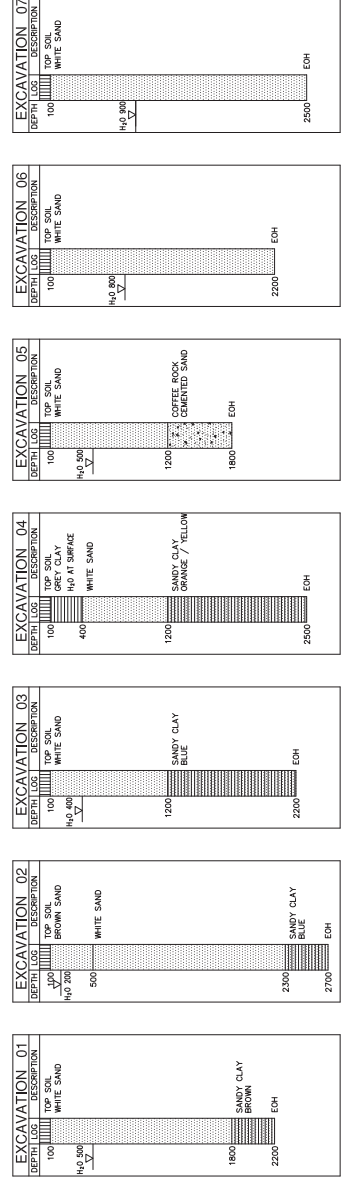 EXCAVATION 01
DEPTH LOG DESCRIPTION
TOP SOIL
100
WHITE SAND
H₂O 500
1800
SANDY CLAY
BROWN
2200
EOH
EXCAVATION 02
DEPTH LOG DESCRIPTION
TOP SOIL
100
BROWN SAND
H₂O 200
500
WHITE SAND
2300
SANDY CLAY
BLUE
2700
EOH
EXCAVATION 03
DEPTH LOG DESCRIPTION
TOP SOIL
100
WHITE SAND
H₂O 400
1200
SANDY CLAY
BLUE
2200
EOH
EXCAVATION 04
DEPTH LOG DESCRIPTION
TOP SOIL
100
GREY CLAY
H₂O AT SURFACE
400
WHITE SAND
1200
SANDY CLAY
ORANGE / YELLOW
2500
EOH
EXCAVATION 05
DEPTH LOG DESCRIPTION
TOP SOIL
100
WHITE SAND
H₂O 500
1200
COFFEE ROCK
CEMENTED SAND
1800
EOH
EXCAVATION 06
DEPTH LOG DESCRIPTION
TOP SOIL
100
WHITE SAND
H₂O 800
2200
EOH
EXCAVATION 07
DEPTH LOG DESCRIPTION
TOP SOIL
100
WHITE SAND
H₂O 900
2500
EOH